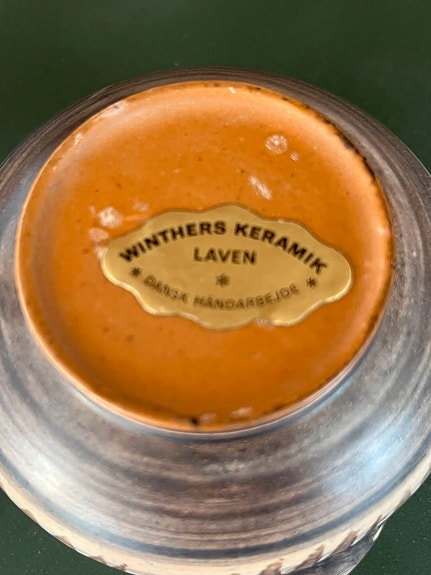 WINTHERS KERAMIK
LAVEN
*
* DANSK HÅNDARBEJDE *